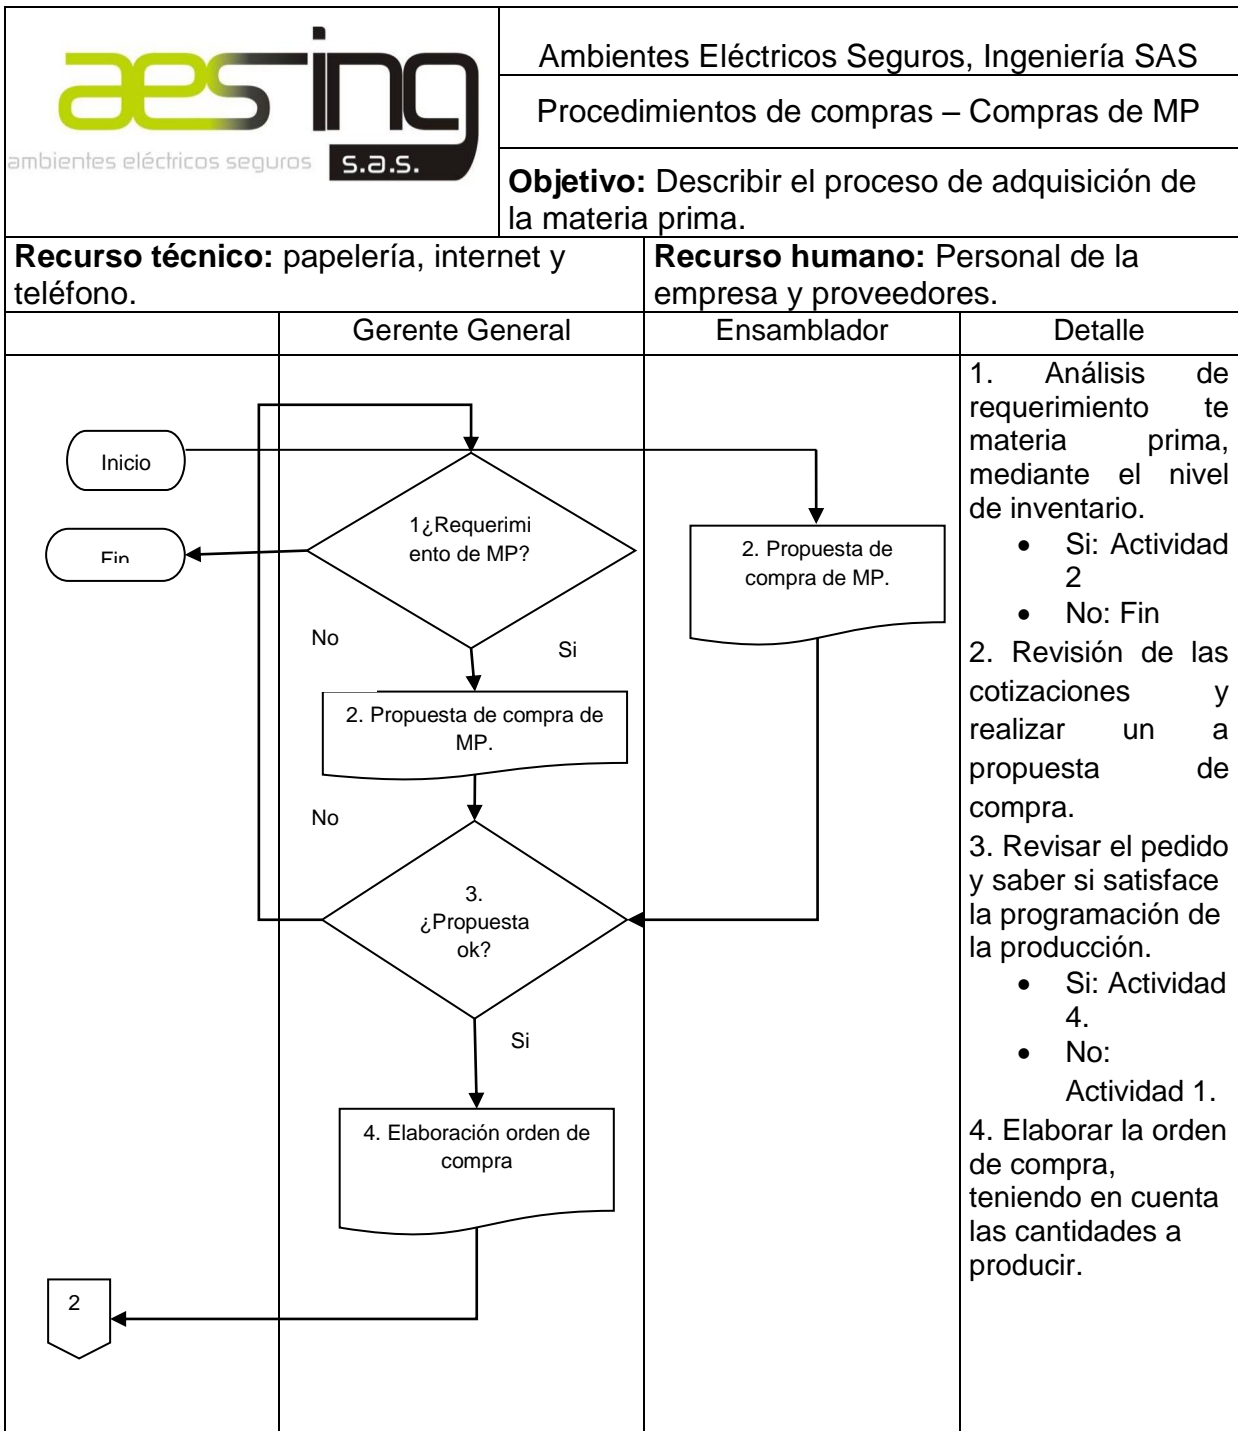 aesing
ambientes eléctricos seguros
s.a.s.
Ambientes Eléctricos Seguros, Ingeniería SAS
Procedimientos de compras – Compras de MP
Objetivo: Describir el proceso de adquisición de
la materia prima.
Recurso técnico: papelería, internet y
teléfono.
Recurso humano: Personal de la
empresa y proveedores.
Gerente General
Ensamblador
Detalle
Inicio
Fin
1¿Requerimi
ento de MP?
No
Si
2. Propuesta de
compra de MP.
2. Propuesta de compra de
MP.
No
3.
¿Propuesta
ok?
Si
4. Elaboración orden de
compra
2
1. Análisis de
requerimiento te
materia prima,
mediante el nivel
de inventario.
• Si: Actividad
2
• No: Fin
2. Revisión de las
cotizaciones y
realizar un a
propuesta de
compra.
3. Revisar el pedido
y saber si satisface
la programación de
la producción.
• Si: Actividad
4.
• No:
Actividad 1.
4. Elaborar la orden
de compra,
teniendo en cuenta
las cantidades a
producir.